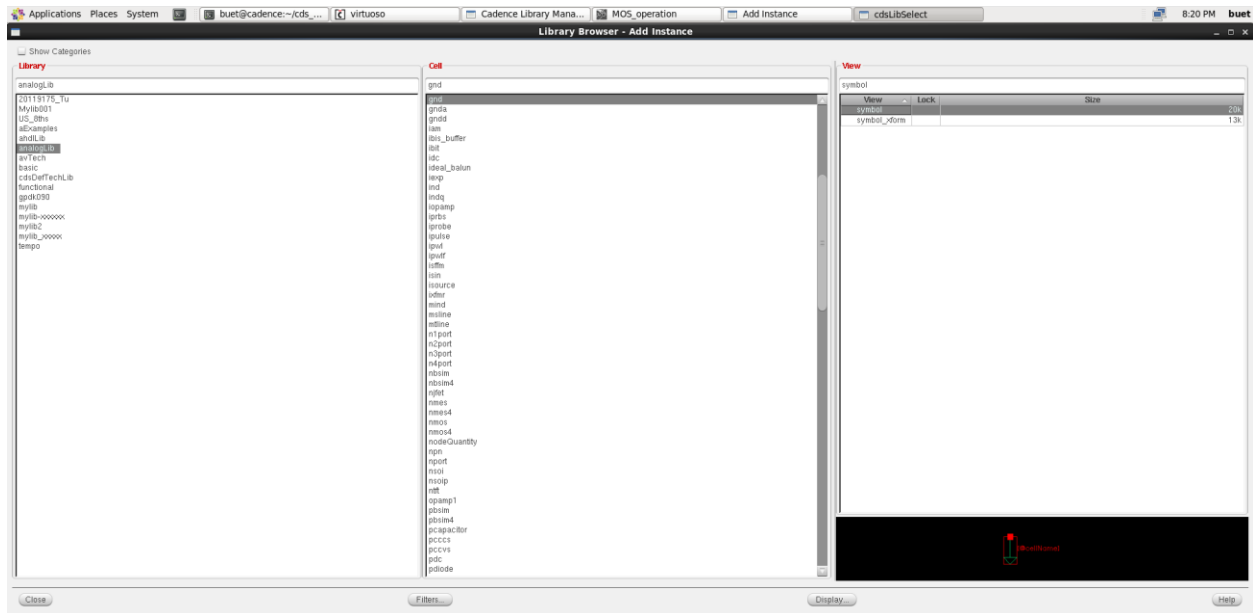 Applications Places System buet@cadence:~/cds_... virtuoso Cadence Library Mana... MOS_operation Add Instance cdsLibSelect 8:20 PM buet
Library Browser - Add Instance
Show Categories
Library
analogLib
20119175_Tu
Mylib001
US_8ths
aExamples
ahdlLib
analogLib
avTech
basic
cdsDefTechLib
functional
gpdk090
mylib
mylib-xxxxxx
mylib2
mylib_xxxxx
tempo
Cell
gnd
gnd
gnda
gndd
iam
ibis_buffer
ibit
idc
ideal_balun
iexp
ind
indq
iopamp
iprbs
iprobe
ipulse
ipwl
ipwlf
isffm
isin
isource
ixfmr
mind
msline
mtline
n1port
n2port
n3port
n4port
nbsim
nbsim4
njfet
nmes
nmes4
nmos
nmos4
nodeQuantity
npn
nport
nsoi
nsoip
ntft
opamp1
pbsim
pbsim4
pcapacitor
pcccs
pccvs
pdc
pdiode
View
symbol
View Lock Size
symbol 20k
symbol_xform 13k
Close Filters... Display... Help